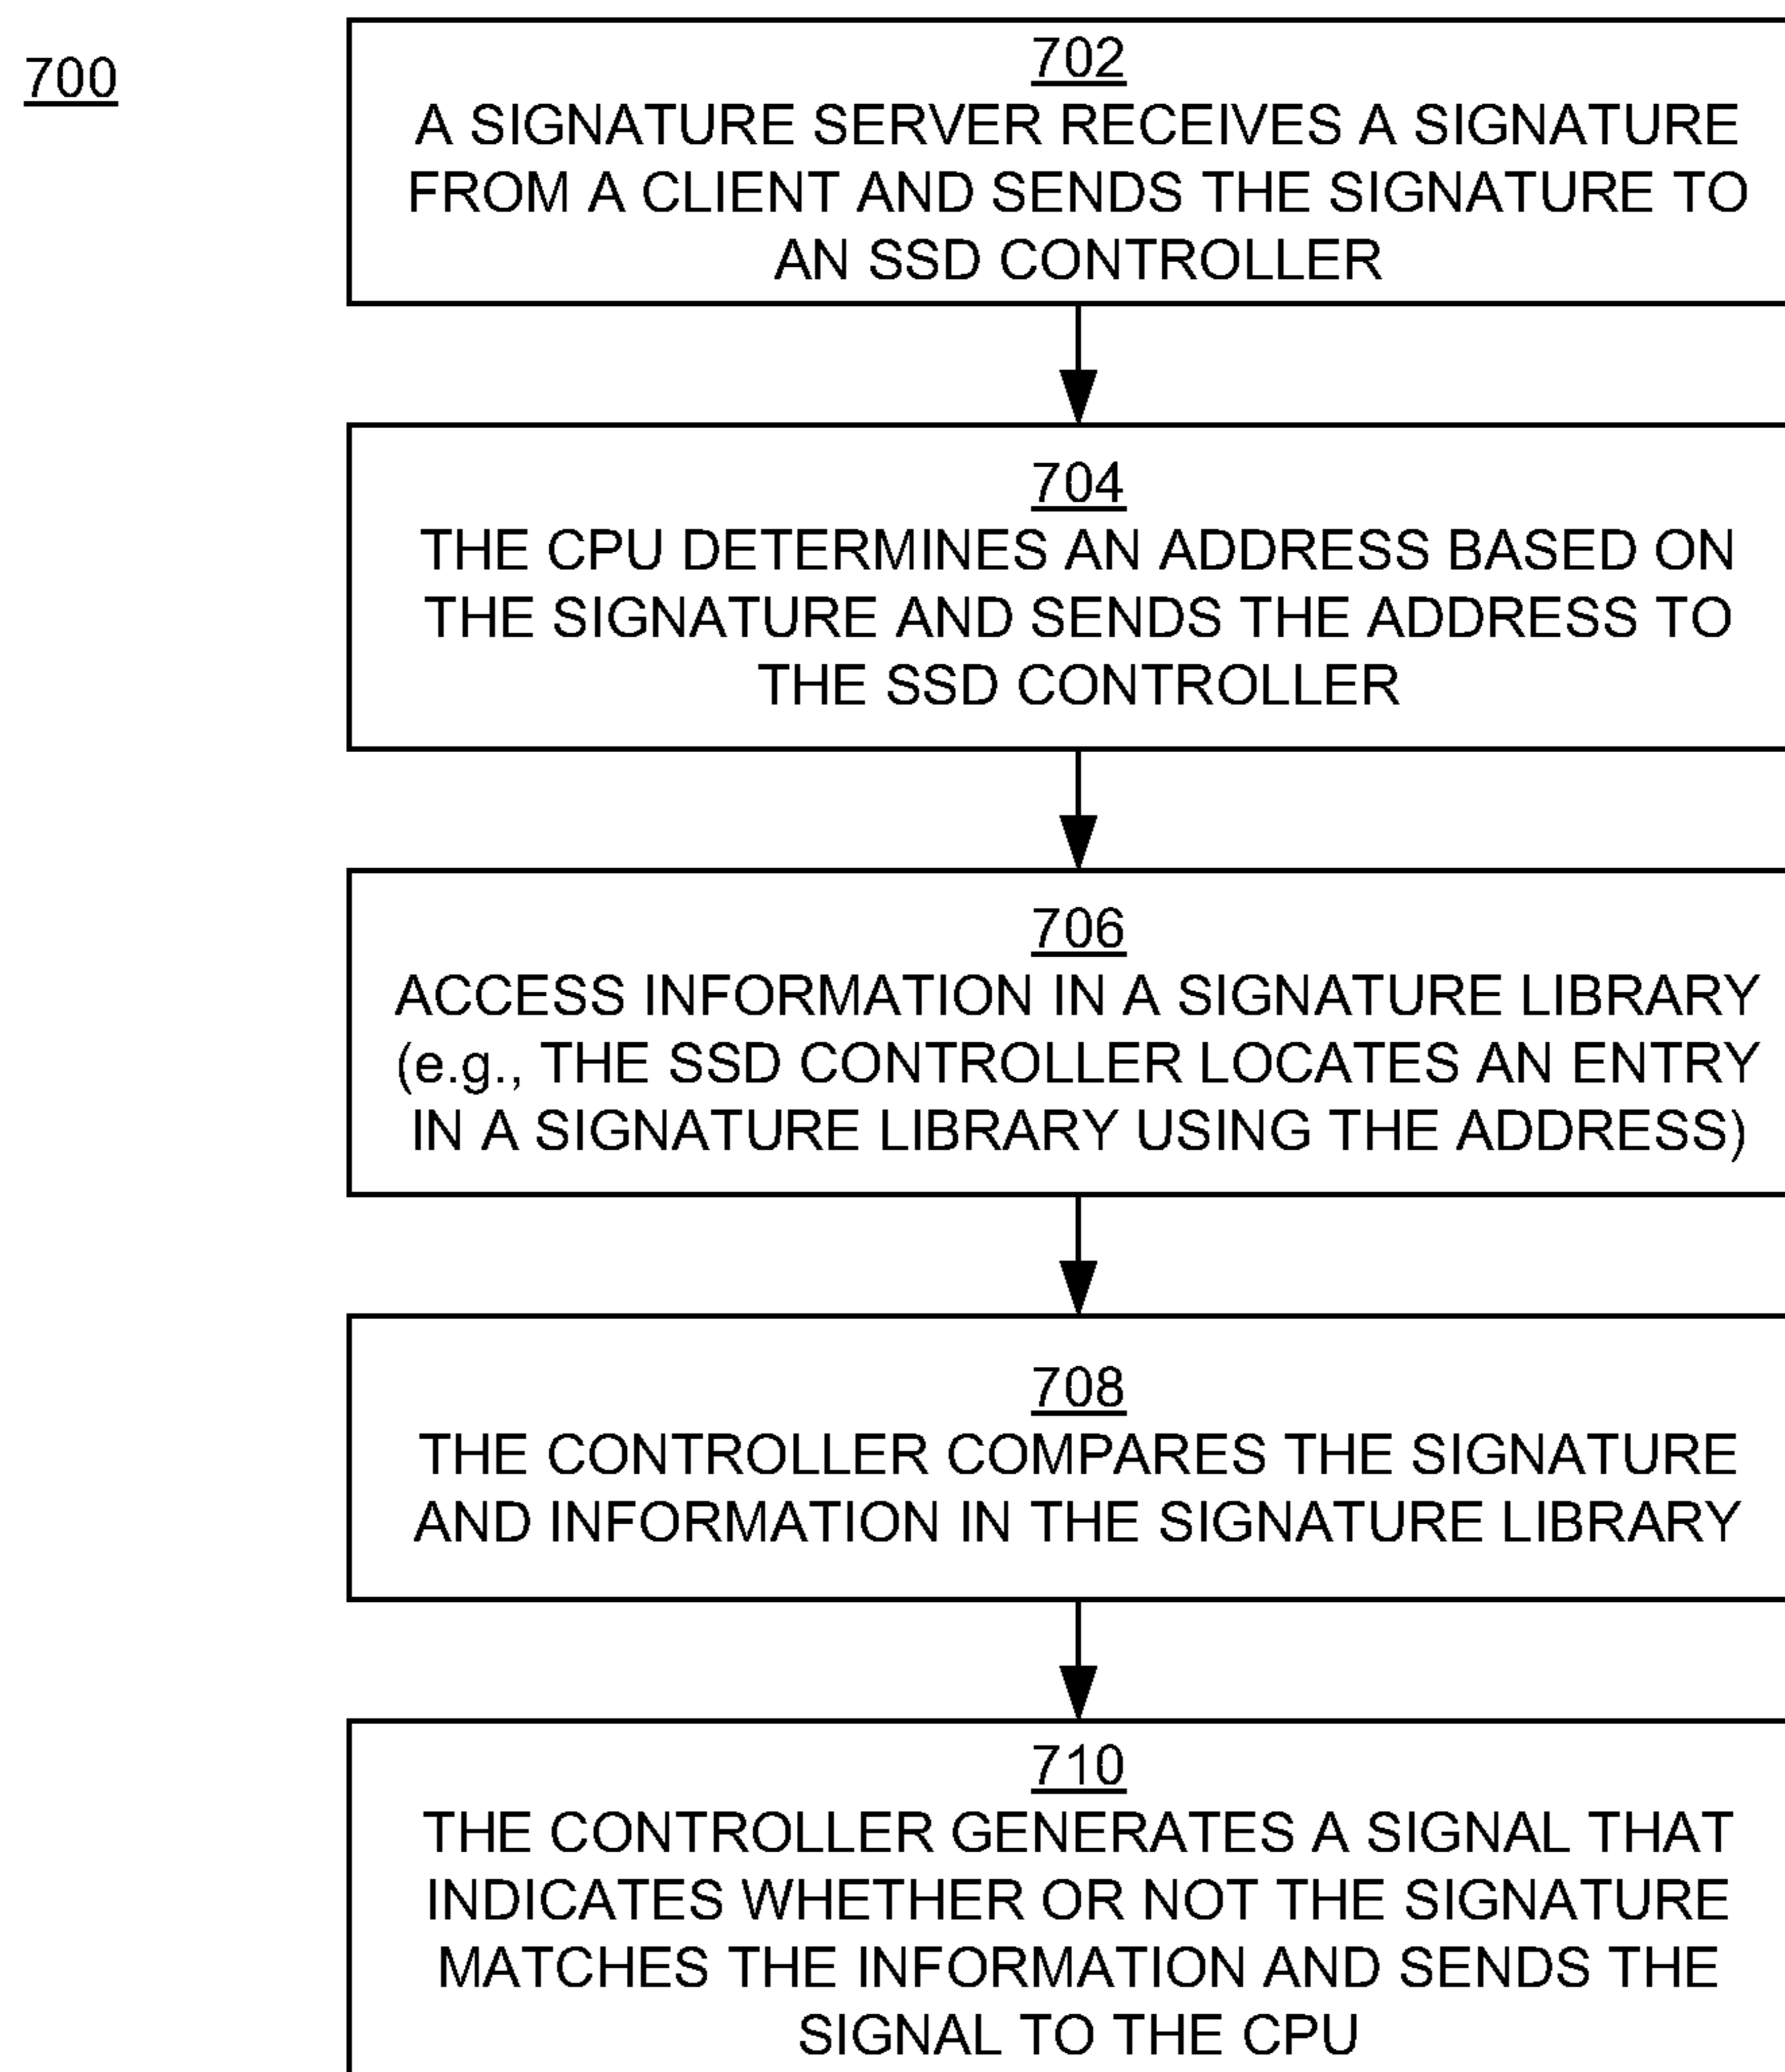 700
702
A SIGNATURE SERVER RECEIVES A SIGNATURE
FROM A CLIENT AND SENDS THE SIGNATURE TO
AN SSD CONTROLLER
704
THE CPU DETERMINES AN ADDRESS BASED ON
THE SIGNATURE AND SENDS THE ADDRESS TO
THE SSD CONTROLLER
706
ACCESS INFORMATION IN A SIGNATURE LIBRARY
(e.g., THE SSD CONTROLLER LOCATES AN ENTRY
IN A SIGNATURE LIBRARY USING THE ADDRESS)
708
THE CONTROLLER COMPARES THE SIGNATURE
AND INFORMATION IN THE SIGNATURE LIBRARY
710
THE CONTROLLER GENERATES A SIGNAL THAT
INDICATES WHETHER OR NOT THE SIGNATURE
MATCHES THE INFORMATION AND SENDS THE
SIGNAL TO THE CPU